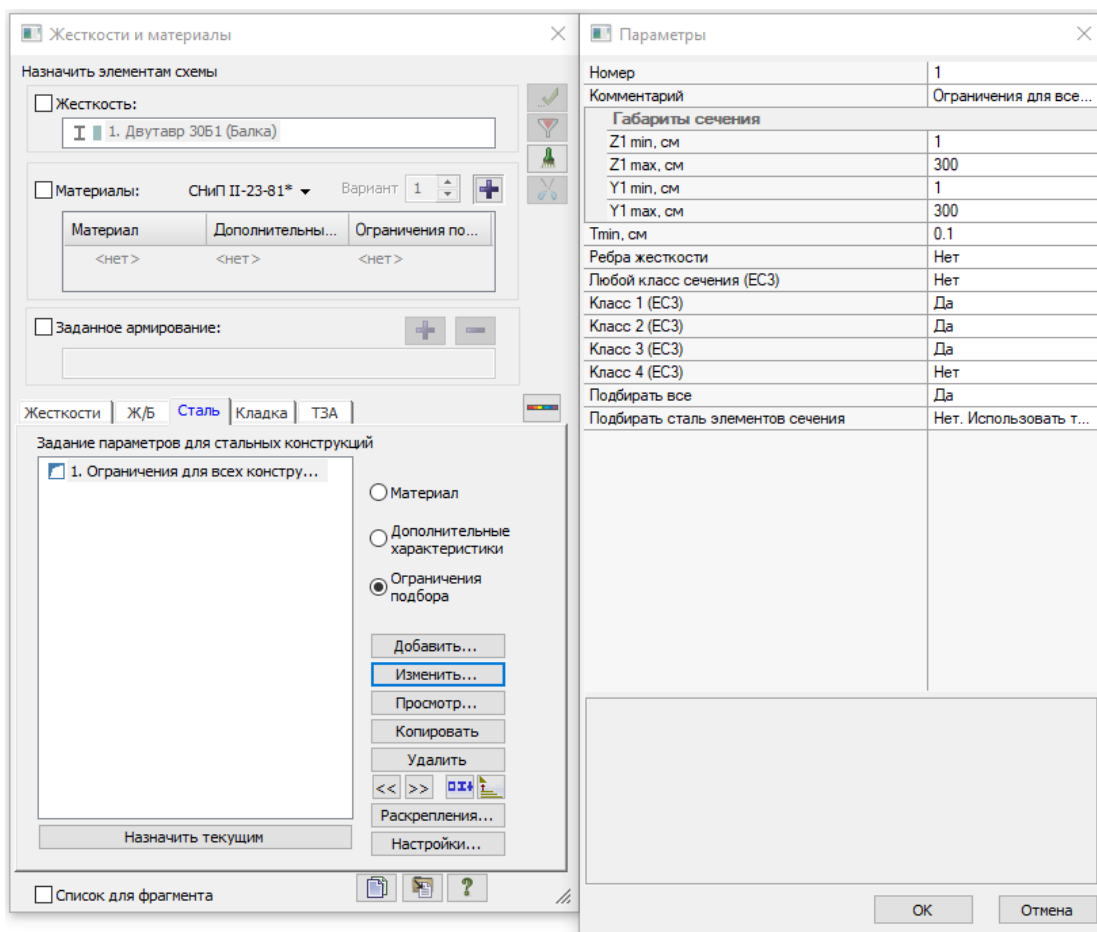 Жесткости и материалы
Назначить элементам схемы
Жесткость:
1. Двутавр 30Б1 (Балка)
Материалы: СНиП II-23-81* Вариант 1
Материал Дополнительны... Ограничения по...
<нет> <нет> <нет>
Заданное армирование:
Жесткости Ж/Б Сталь Кладка ТЗА
Задание параметров для стальных конструкций
1. Ограничения для всех констру...
Материал
Дополнительные
характеристики
Ограничения
подбора
Добавить...
Изменить...
Просмотр...
Копировать
Удалить
<< >>
Раскрепления...
Назначить текущим
Настройки...
Список для фрагмента
?
Параметры
Номер 1
Комментарий Ограничения для все...
Габариты сечения
Z1 min, см 1
Z1 max, см 300
Y1 min, см 1
Y1 max, см 300
Tmin, см 0.1
Ребра жесткости Нет
Любой класс сечения (ЕС3) Нет
Класс 1 (ЕС3) Да
Класс 2 (ЕС3) Да
Класс 3 (ЕС3) Да
Класс 4 (ЕС3) Нет
Подбирать все Да
Подбирать сталь элементов сечения Нет. Использовать т...
ОК Отмена